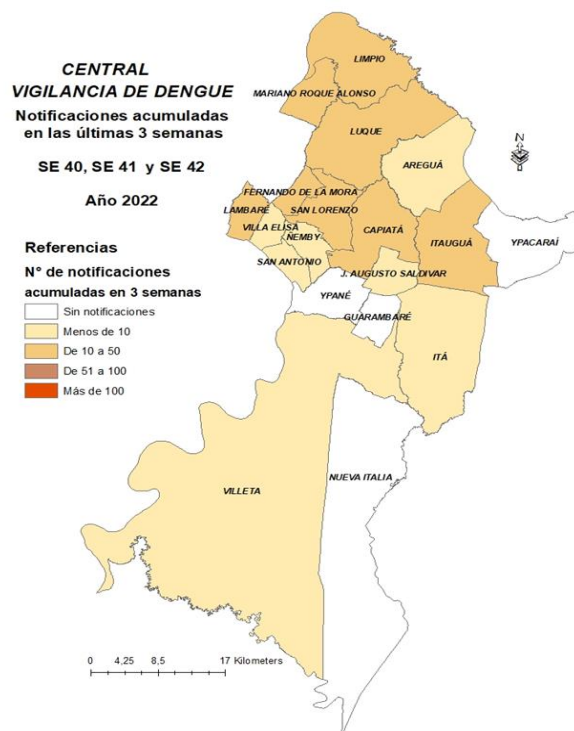 CENTRAL
VIGILANCIA DE DENGUE
Notificaciones acumuladas
en las últimas 3 semanas
SE 40, SE 41 y SE 42
Año 2022
Referencias
N° de notificaciones
acumuladas en 3 semanas
Sin notificaciones
Menos de 10
De 10 a 50
De 51 a 100
Más de 100
LIMPIO
MARIANO ROQUE ALONSO
LUQUE
N
AREGUÁ
FERNANDO DE LA MORA
LAMBARÉ
SAN LORENZO
VILLA ELISA
CAPIATÁ
ITAUGUÁ
YPACARAÍ
ÑEMBY
SAN ANTONIO
J. AUGUSTO SALDIVAR
YPANÉ
GUARAMBARÉ
ITÁ
VILLETA
NUEVA ITALIA
0 4,25 8,5 17 Kilometers